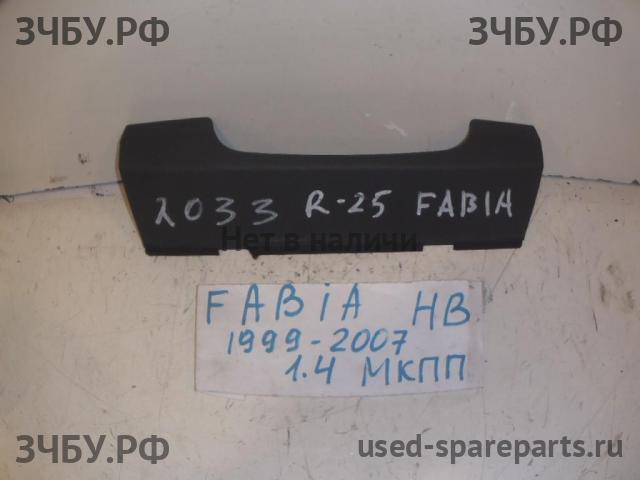 ЗЧБУ.РФ ЗЧБУ.РФ
2033 R-25 FABIA
Нет в наличи
FABiA HB
1999-2007
1.4 МКПП
ЗЧБУ.РФ used-spareparts.ru